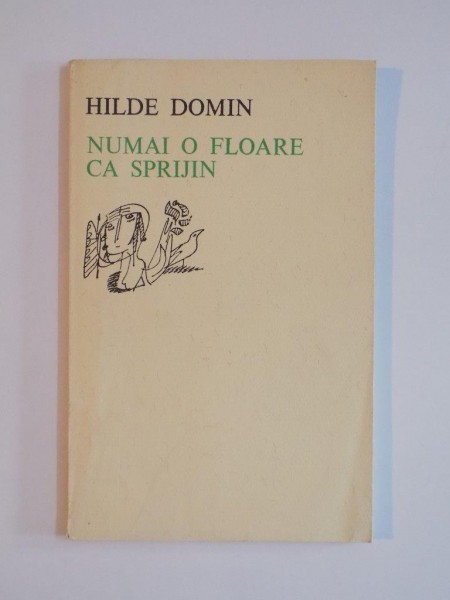 HILDE DOMIN
NUMAI O FLOARE
CA SPRIJIN